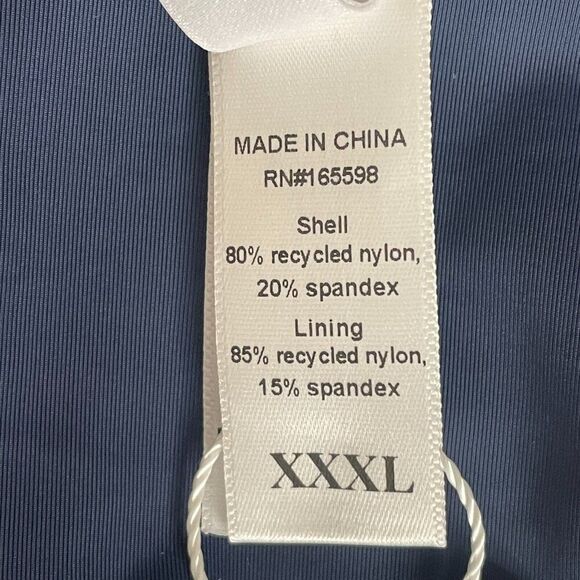 MADE IN CHINA
RN#165598
Shell
80% recycled nylon,
20% spandex
Lining
85% recycled nylon,
15% spandex
XXXL